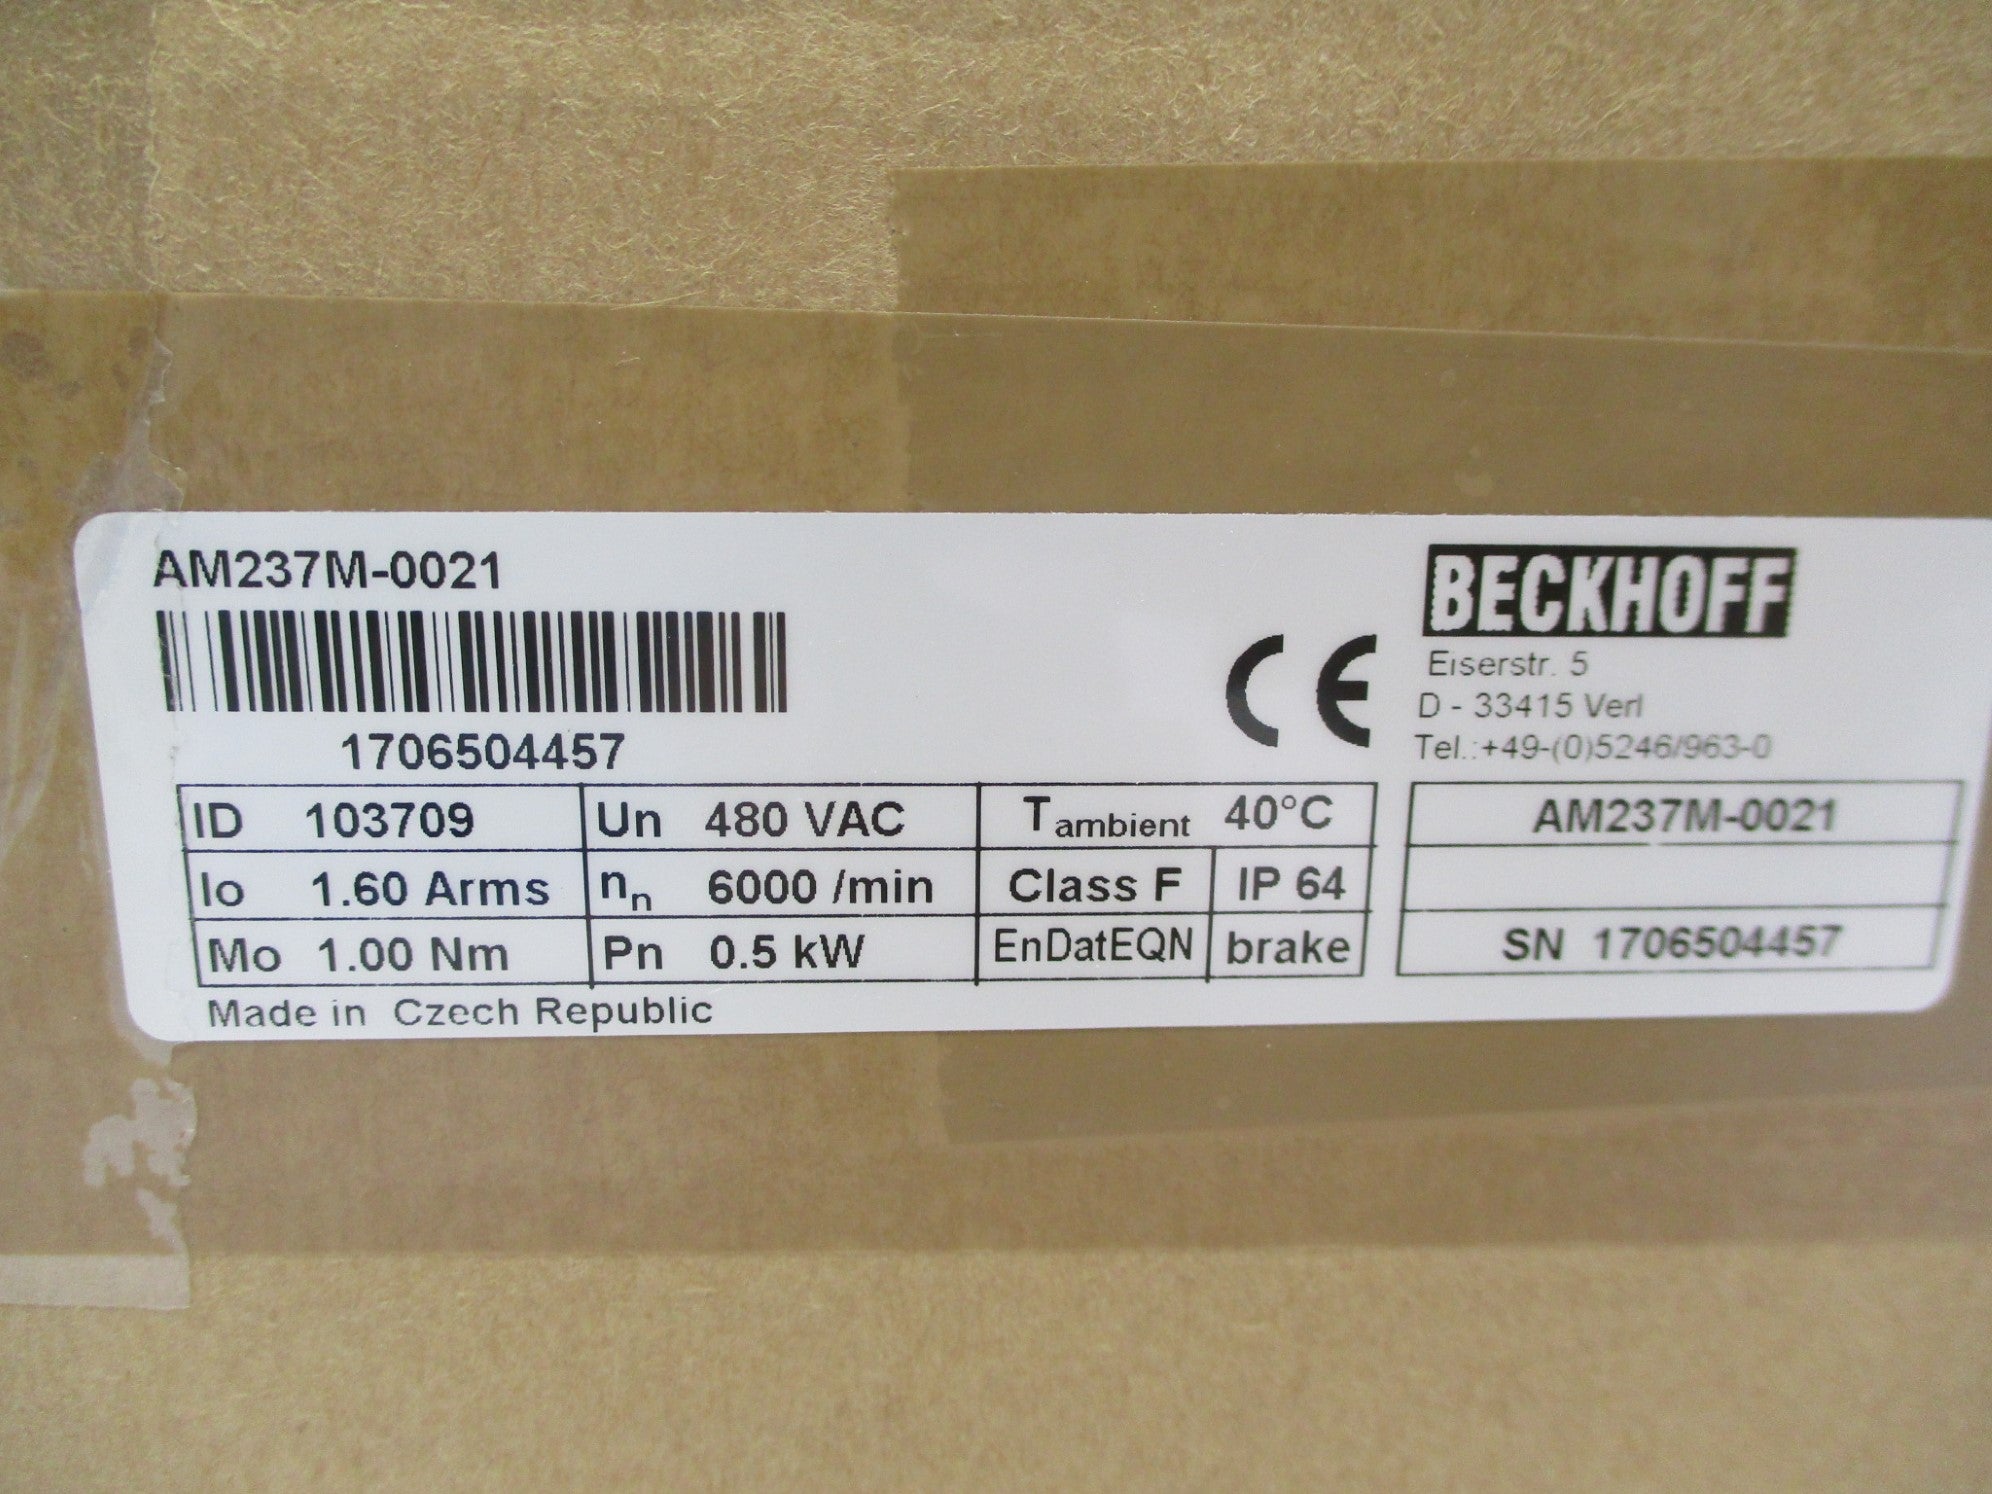 AM237M-0021
1706504457
CE
BECKHOFF
Eiserstr. 5
D - 33415 Verl
Tel.:+49-(0)5246/963-0
ID 103709 Un 480 VAC Tambient 40°C
Io 1.60 Arms nn 6000 /min Class F IP 64
Mo 1.00 Nm Pn 0.5 kW EnDatEQN brake
Made in Czech Republic
AM237M-0021
SN 1706504457